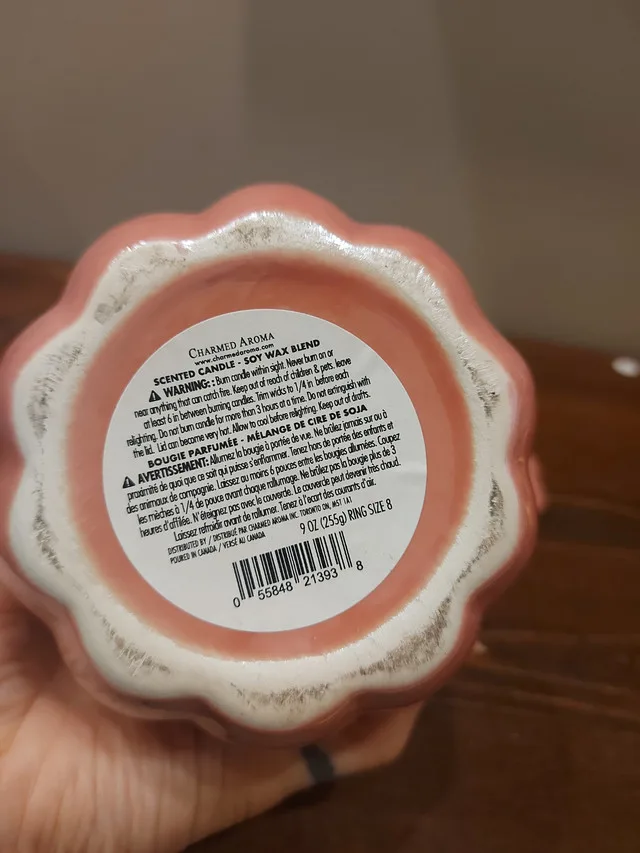 CHARMED AROMA
www.charmedaroma.com
SCENTED CANDLE - SOY WAX BLEND
⚠ WARNING: : Burn candle within sight. Never burn on or
near anything that can catch fire. Keep out of reach of children & pets. leave
at least 6 in between burning candles. Trim wicks to 1/4 in. before each
relighting. Do not burn candle for more than 3 hours at a time. Do not extinguish with
the lid. Lid can become very hot. Allow to cool before relighting. Keep out of drafts.
BOUGIE PARFUMÉE - MÉLANGE DE CIRE DE SOJA
⚠ AVERTISSEMENT: Allumez la bougie à portée de vue. Ne brûlez jamais sur ou à
proximité de quoi que ce soit qui puisse s'enflammer. Tenez hors de portée des enfants et
des animaux de compagnie. Laissez au moins 6 pouces entre les bougies allumées. Coupez
les mèches à 1/4 de pouce avant chaque rallumage. Ne brûlez pas la bougie plus de 3
heures d'affilée. N'éteignez pas avec le couvercle. Le couvercle peut devenir très chaud.
Laissez refroidir avant de rallumer. Tenez à l'écart des courants d'air.
9 OZ (255g) RING SIZE 8
DISTRIBUTED BY / DISTRIBUÉ PAR CHARMED AROMA INC. TORONTO ON, M5T 1A1
POURED IN CANADA / VERSÉ AU CANADA
0 55848 21393 8